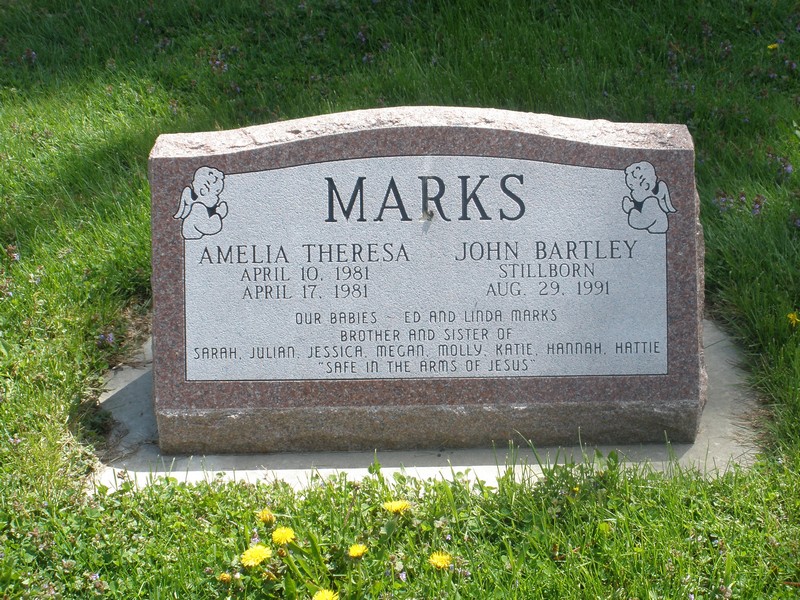 MARKS
AMELIA THERESA JOHN BARTLEY
APRIL 10, 1981 STILLBORN
APRIL 17, 1981 AUG. 29, 1991
OUR BABIES - ED AND LINDA MARKS
BROTHER AND SISTER OF
SARAH, JULIAN, JESSICA, MEGAN, MOLLY, KATIE, HANNAH, HATTIE
"SAFE IN THE ARMS OF JESUS"